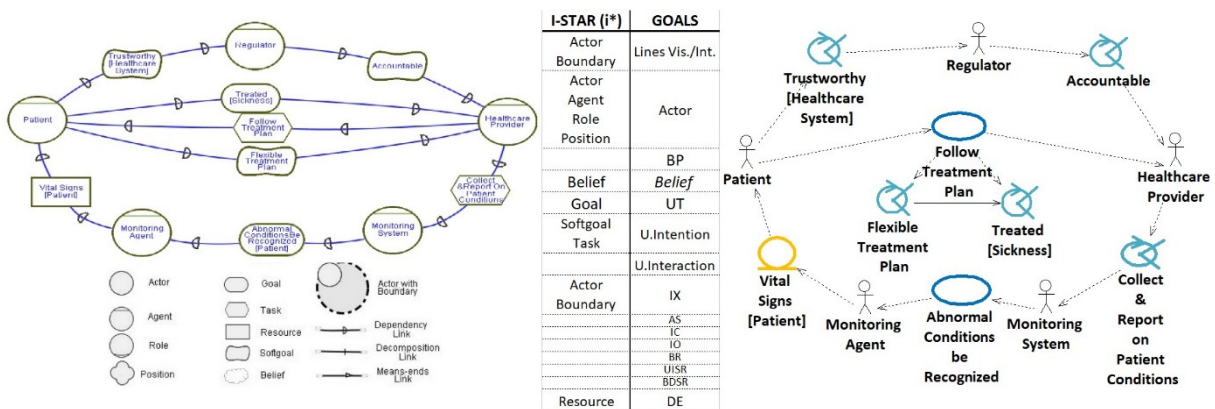 Regulator
Trustworthy
[Healthcare
System]
Accountable
Treated
[Sickness]
Patient
Follow
Treatment
Plan
Healthcare
Provider
Flexible
Treatment
Plan
Vital Signs
[Patient]
Collect
&Report On
Patient
Conditions
Monitoring
Agent
Abnormal
ConditionsBe
Recognized
[Patient]
Monitoring
System
Actor
Agent
Role
Position
Goal
Task
Resource
Softgoal
Belief
Actor with
Boundary
Dependency
Link
Decomposition
Link
Means-ends
Link
I-STAR (i*) GOALS
Actor
Boundary
Lines Vis./Int.
Actor
Agent
Role
Position
Actor
BP
Belief Belief
Goal UT
Softgoal
Task
U.Intention
U.Interaction
Actor
Boundary
IX
AS
IC
IO
BR
UISR
BDSR
Resource DE
Trustworthy
[Healthcare
System]
Regulator
Accountable
Patient
Follow
Treatment
Plan
Healthcare
Provider
Flexible
Treatment
Plan
Treated
[Sickness]
Vital
Signs
[Patient]
Monitoring
Agent
Abnormal
Conditions
be
Recognized
Monitoring
System
Collect
&
Report
on
Patient
Conditions